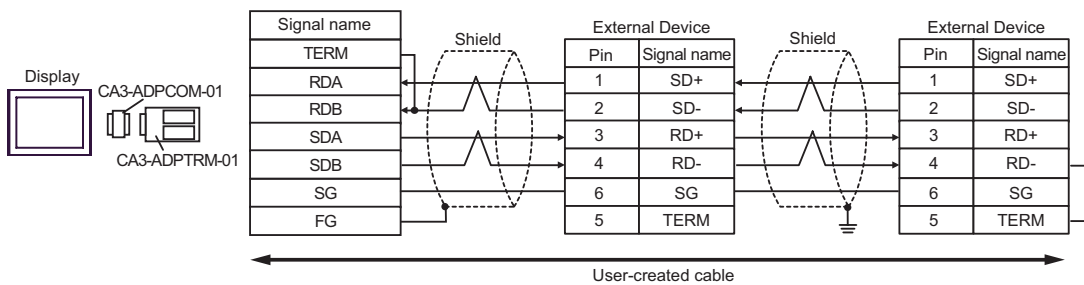 Display
CA3-ADPCOM-01
CA3-ADPTRM-01
Signal name
TERM
RDA
RDB
SDA
SDB
SG
FG
Shield
External Device
Pin Signal name
1 SD+
2 SD-
3 RD+
4 RD-
6 SG
5 TERM
Shield
External Device
Pin Signal name
1 SD+
2 SD-
3 RD+
4 RD-
6 SG
5 TERM
User-created cable